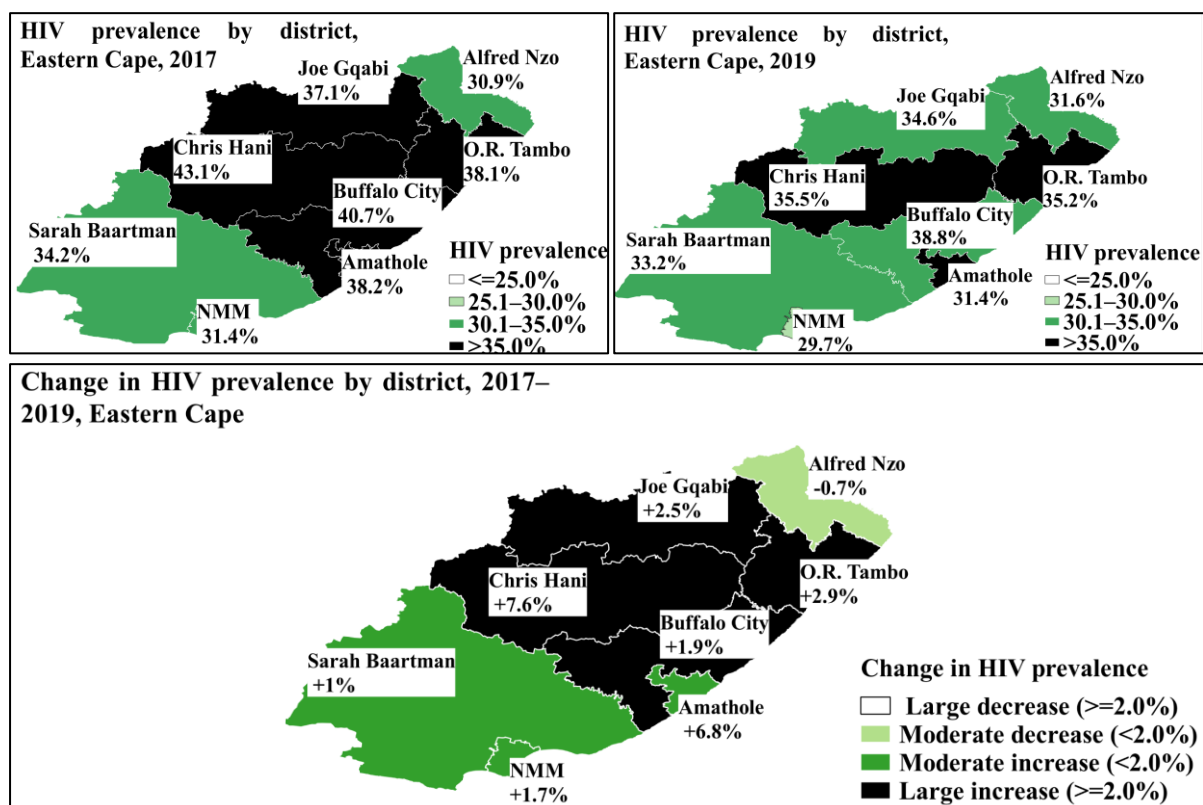 HIV prevalence by district,
Eastern Cape, 2017
Alfred Nzo
30.9%
Joe Gqabi
37.1%
Chris Hani
43.1%
O.R. Tambo
38.1%
Buffalo City
40.7%
Sarah Baartman
34.2%
Amathole
38.2%
NMM
31.4%
HIV prevalence
<=25.0%
25.1–30.0%
30.1–35.0%
>35.0%
HIV prevalence by district,
Eastern Cape, 2019
Alfred Nzo
31.6%
Joe Gqabi
34.6%
Chris Hani
35.5%
O.R. Tambo
35.2%
Buffalo City
38.8%
Sarah Baartman
33.2%
Amathole
31.4%
NMM
29.7%
HIV prevalence
<=25.0%
25.1–30.0%
30.1–35.0%
>35.0%
Change in HIV prevalence by district, 2017–
2019, Eastern Cape
Alfred Nzo
-0.7%
Joe Gqabi
+2.5%
Chris Hani
+7.6%
O.R. Tambo
+2.9%
Buffalo City
+1.9%
Sarah Baartman
+1%
Amathole
+6.8%
NMM
+1.7%
Change in HIV prevalence
Large decrease (>=2.0%)
Moderate decrease (<2.0%)
Moderate increase (<2.0%)
Large increase (>=2.0%)